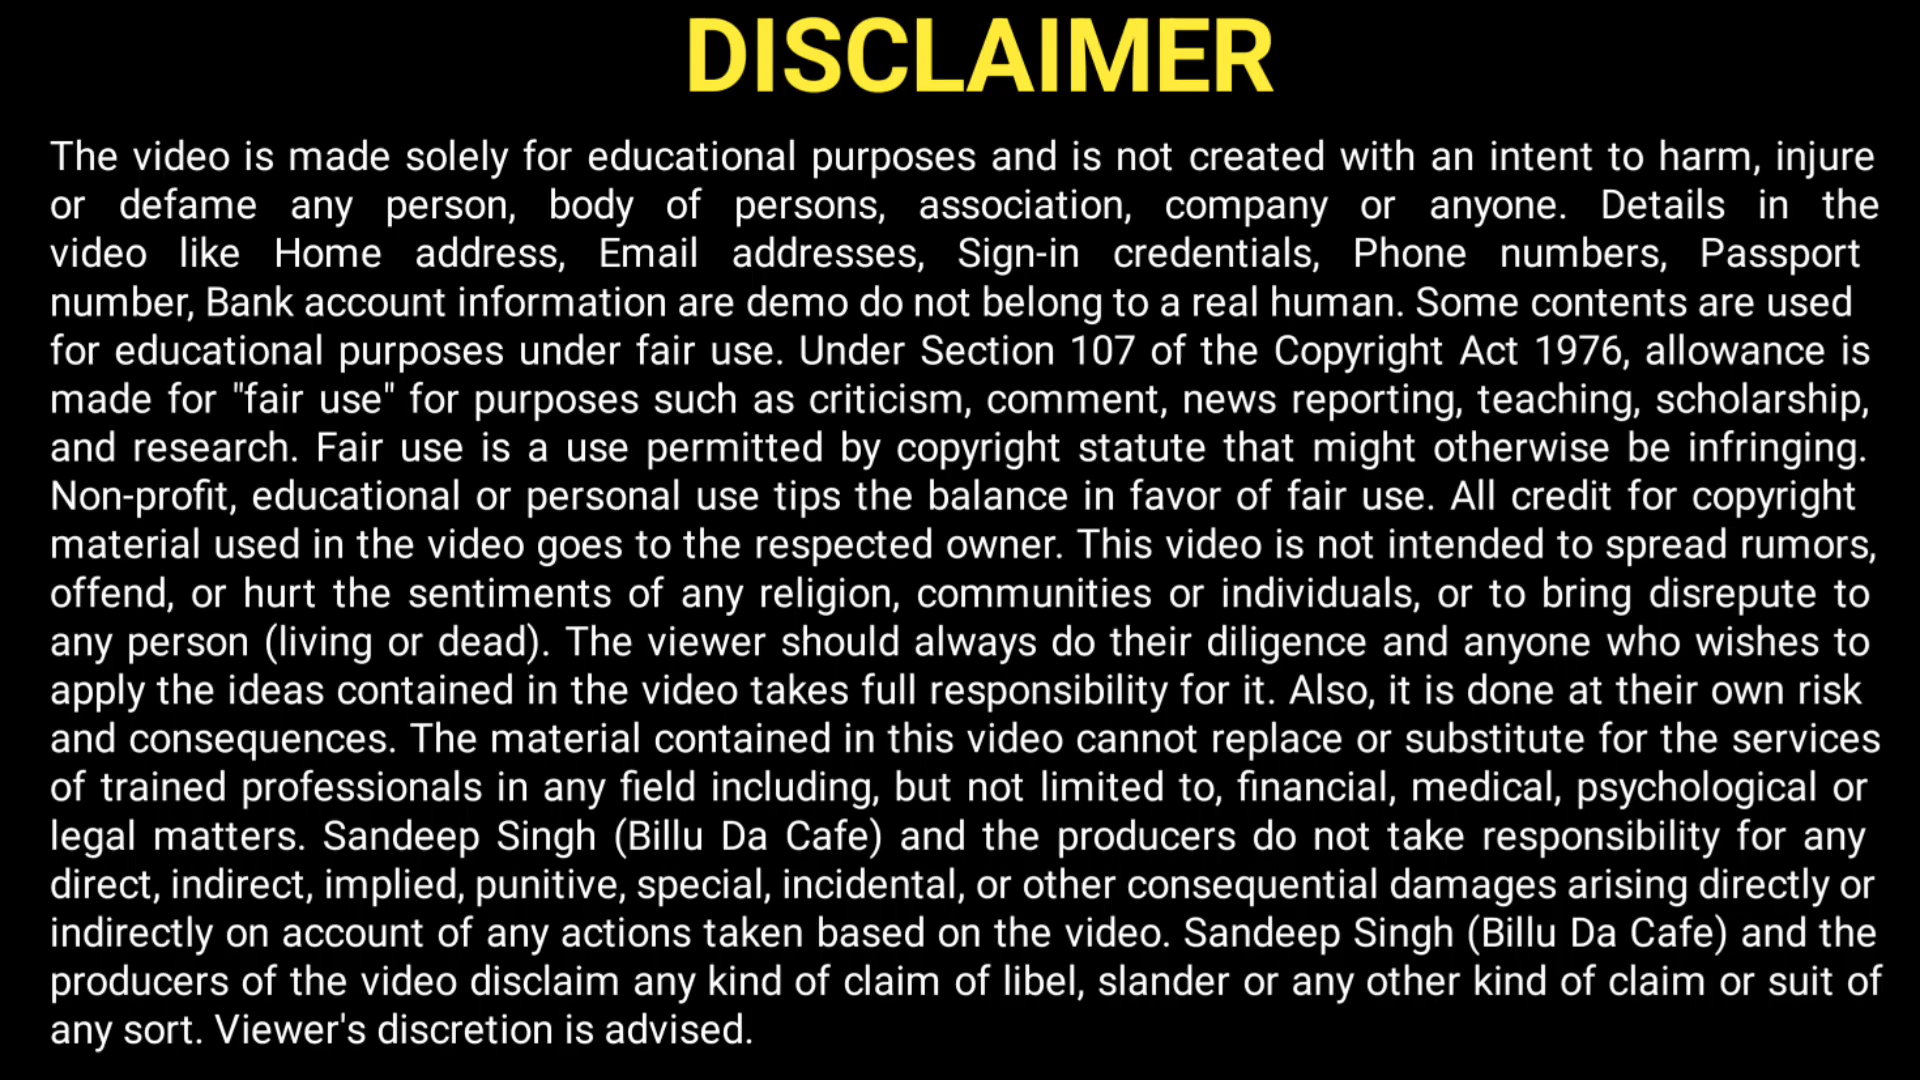 DISCLAIMER
The video is made solely for educational purposes and is not created with an intent to harm, injure
or defame any person, body of persons, association, company or anyone. Details in the
video like Home address, Email addresses, Sign-in credentials, Phone numbers, Passport
number, Bank account information are demo do not belong to a real human. Some contents are used
for educational purposes under fair use. Under Section 107 of the Copyright Act 1976, allowance is
made for "fair use" for purposes such as criticism, comment, news reporting, teaching, scholarship,
and research. Fair use is a use permitted by copyright statute that might otherwise be infringing.
Non-profit, educational or personal use tips the balance in favor of fair use. All credit for copyright
material used in the video goes to the respected owner. This video is not intended to spread rumors,
offend, or hurt the sentiments of any religion, communities or individuals, or to bring disrepute to
any person (living or dead). The viewer should always do their diligence and anyone who wishes to
apply the ideas contained in the video takes full responsibility for it. Also, it is done at their own risk
and consequences. The material contained in this video cannot replace or substitute for the services
of trained professionals in any field including, but not limited to, financial, medical, psychological or
legal matters. Sandeep Singh (Billu Da Cafe) and the producers do not take responsibility for any
direct, indirect, implied, punitive, special, incidental, or other consequential damages arising directly or
indirectly on account of any actions taken based on the video. Sandeep Singh (Billu Da Cafe) and the
producers of the video disclaim any kind of claim of libel, slander or any other kind of claim or suit of
any sort. Viewer's discretion is advised.